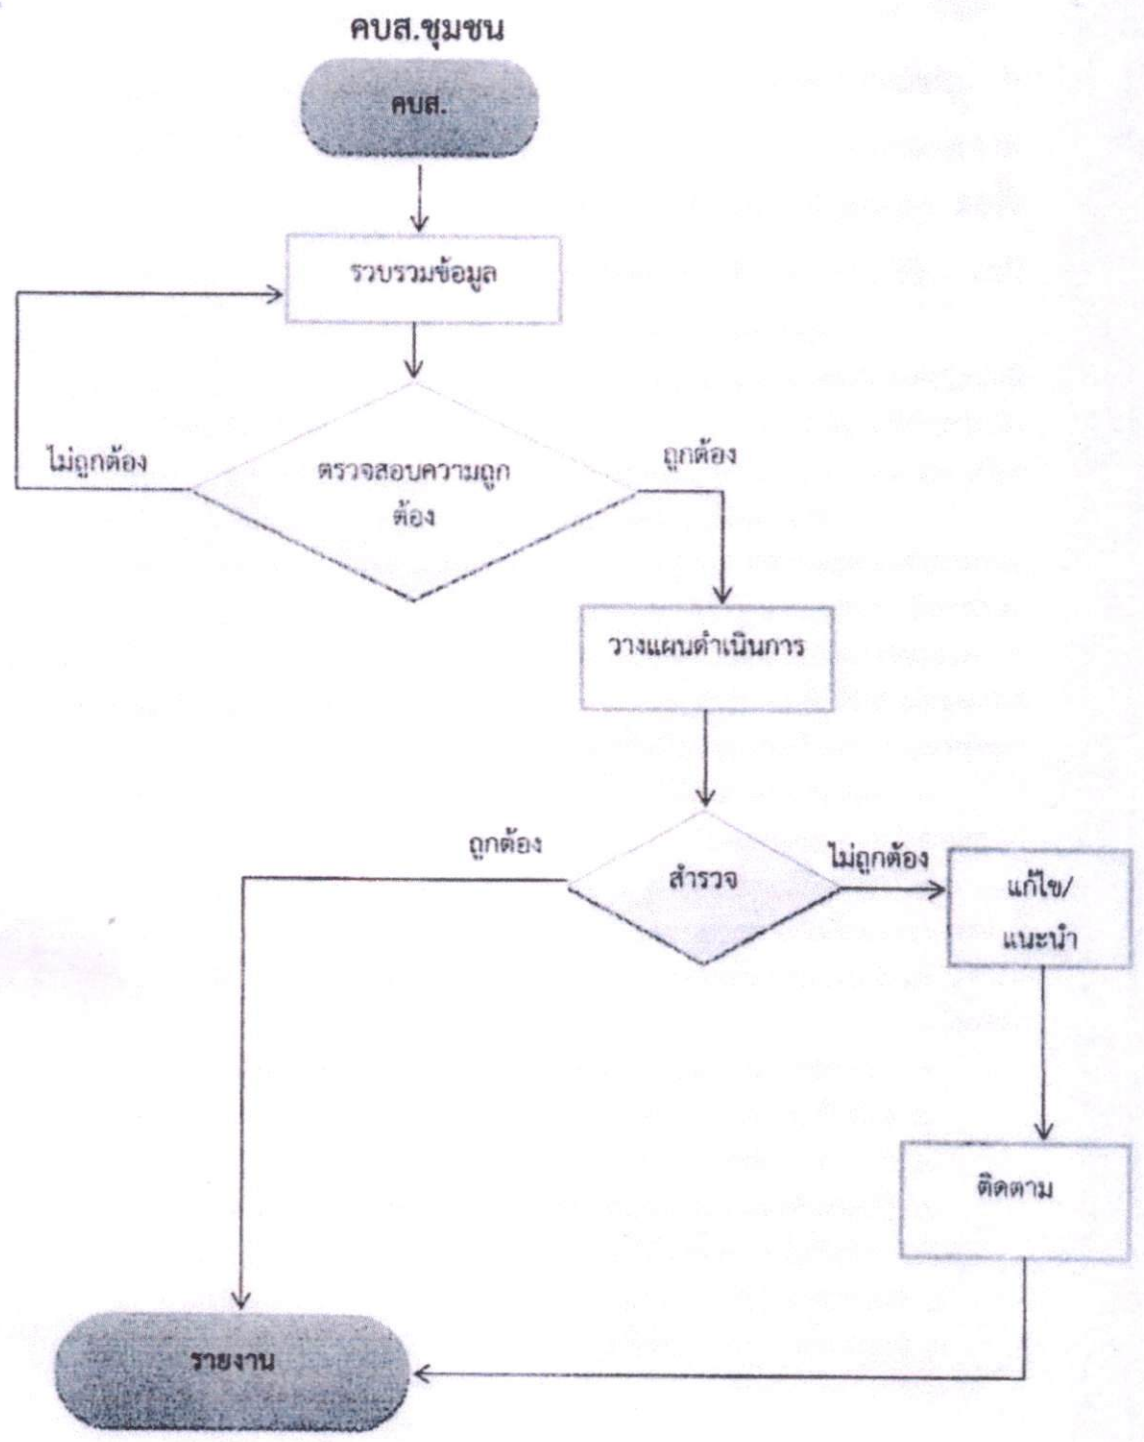 คบส.ชุมชน
คบส.
รวบรวมข้อมูล
ไม่ถูกต้อง
ตรวจสอบความถูก
ต้อง
ถูกต้อง
วางแผนดำเนินการ
ถูกต้อง
สำรวจ
ไม่ถูกต้อง
แก้ไข/
แนะนำ
ติดตาม
รายงาน